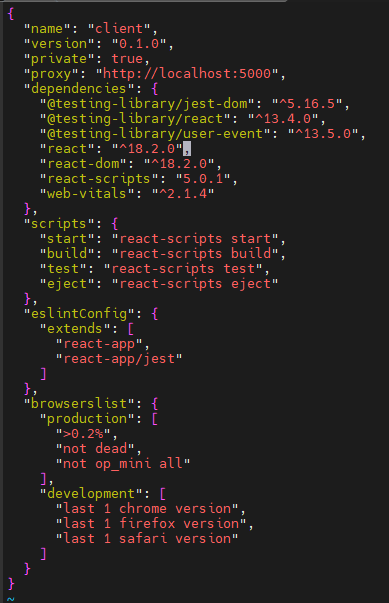 {
  "name": "client",
  "version": "0.1.0",
  "private": true,
  "proxy": "http://localhost:5000",
  "dependencies": {
    "@testing-library/jest-dom": "^5.16.5",
    "@testing-library/react": "^13.4.0",
    "@testing-library/user-event": "^13.5.0",
    "react": "^18.2.0",
    "react-dom": "^18.2.0",
    "react-scripts": "5.0.1",
    "web-vitals": "^2.1.4"
  },
  "scripts": {
    "start": "react-scripts start",
    "build": "react-scripts build",
    "test": "react-scripts test",
    "eject": "react-scripts eject"
  },
  "eslintConfig": {
    "extends": [
      "react-app",
      "react-app/jest"
    ]
  },
  "browserslist": {
    "production": [
      ">0.2%",
      "not dead",
      "not op_mini all"
    ],
    "development": [
      "last 1 chrome version",
      "last 1 firefox version",
      "last 1 safari version"
    ]
  }
}
~